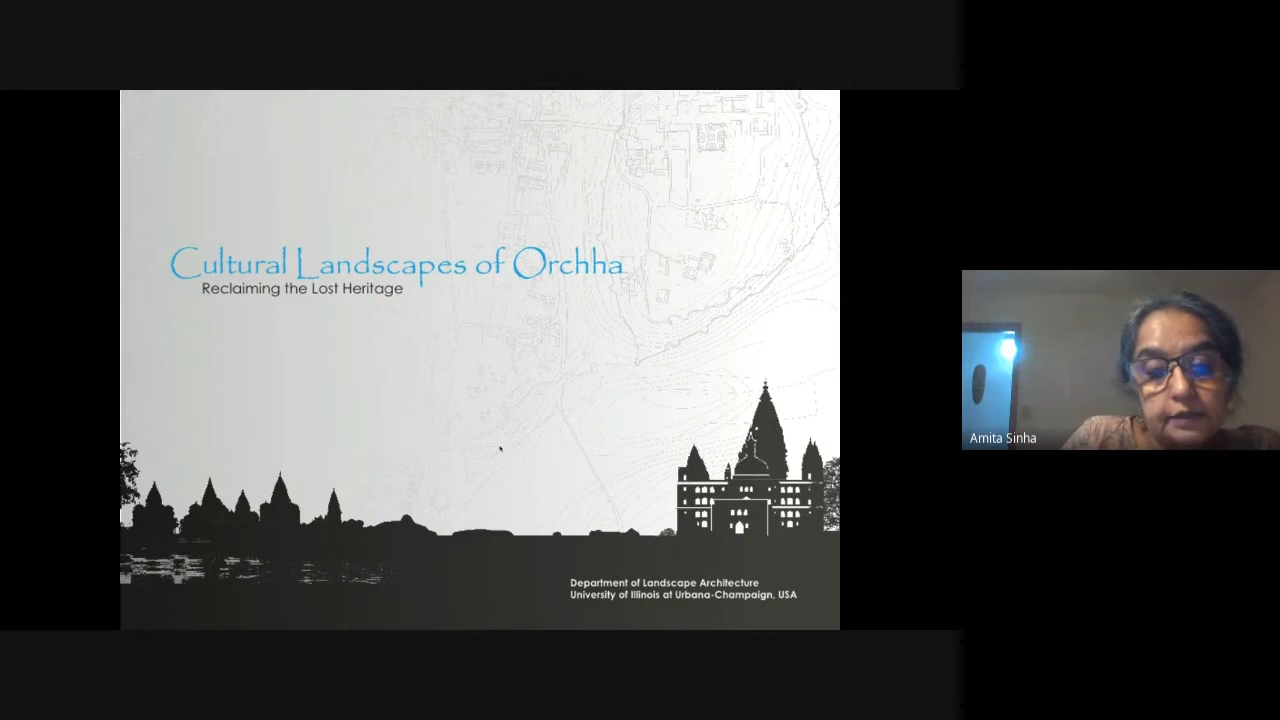 Cultural Landscapes of Orchha
Reclaiming the Lost Heritage
Department of Landscape Architecture
University of Illinois at Urbana-Champaign, USA
Amita Sinha